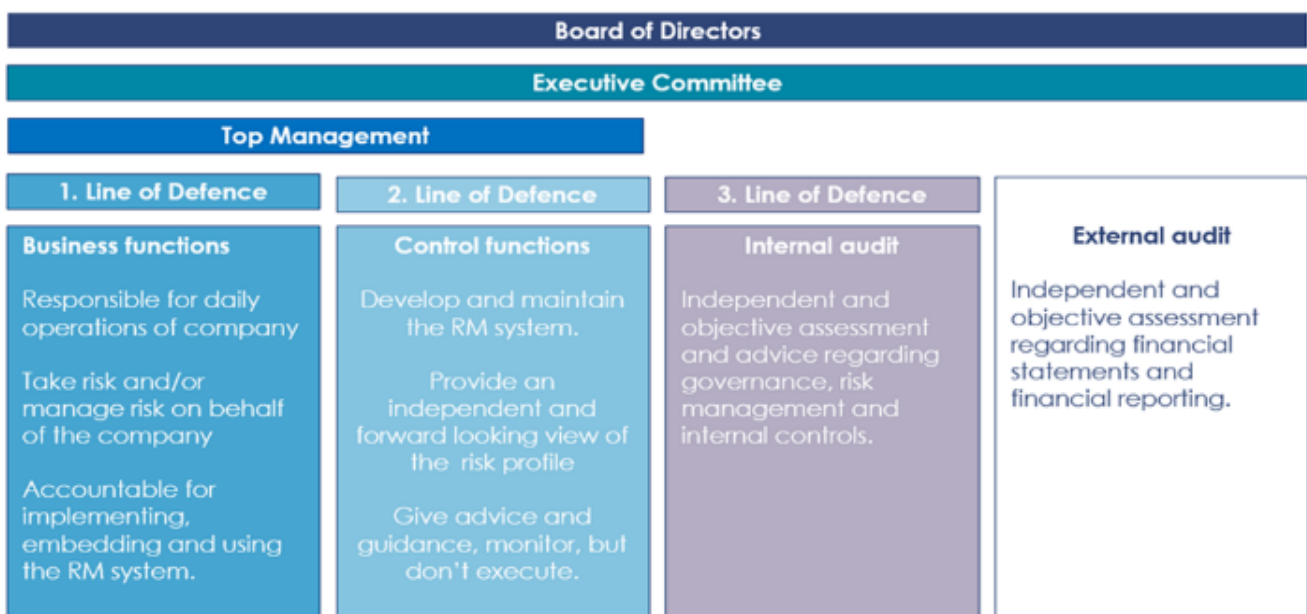 Board of Directors
Executive Committee
Top Management
1. Line of Defence
2. Line of Defence
3. Line of Defence
Business functions
Responsible for daily
operations of company
Take risk and/or
manage risk on behalf
of the company
Accountable for
implementing,
embedding and using
the RM system.
Control functions
Develop and maintain
the RM system.
Provide an
independent and
forward looking view of
the risk profile
Give advice and
guidance, monitor, but
don't execute.
Internal audit
Independent and
objective assessment
and advice regarding
governance, risk
management and
internal controls.
External audit
Independent and
objective assessment
regarding financial
statements and
financial reporting.